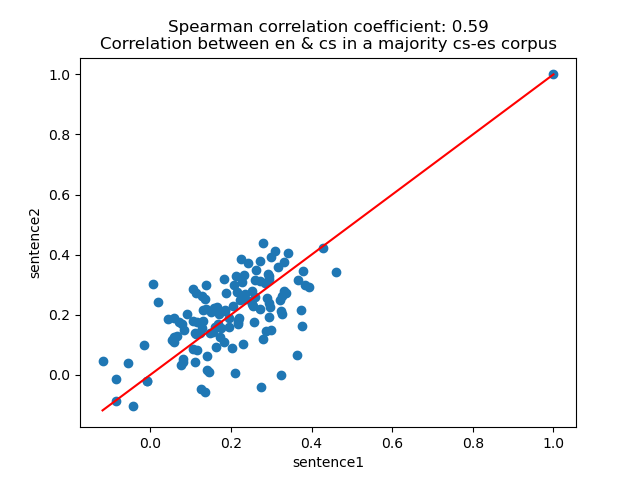 Spearman correlation coefficient: 0.59
Correlation between en & cs in a majority cs-es corpus
1.0
0.8
0.6
0.4
0.2
0.0
sentence2
0.0 0.2 0.4 0.6 0.8 1.0
sentence1